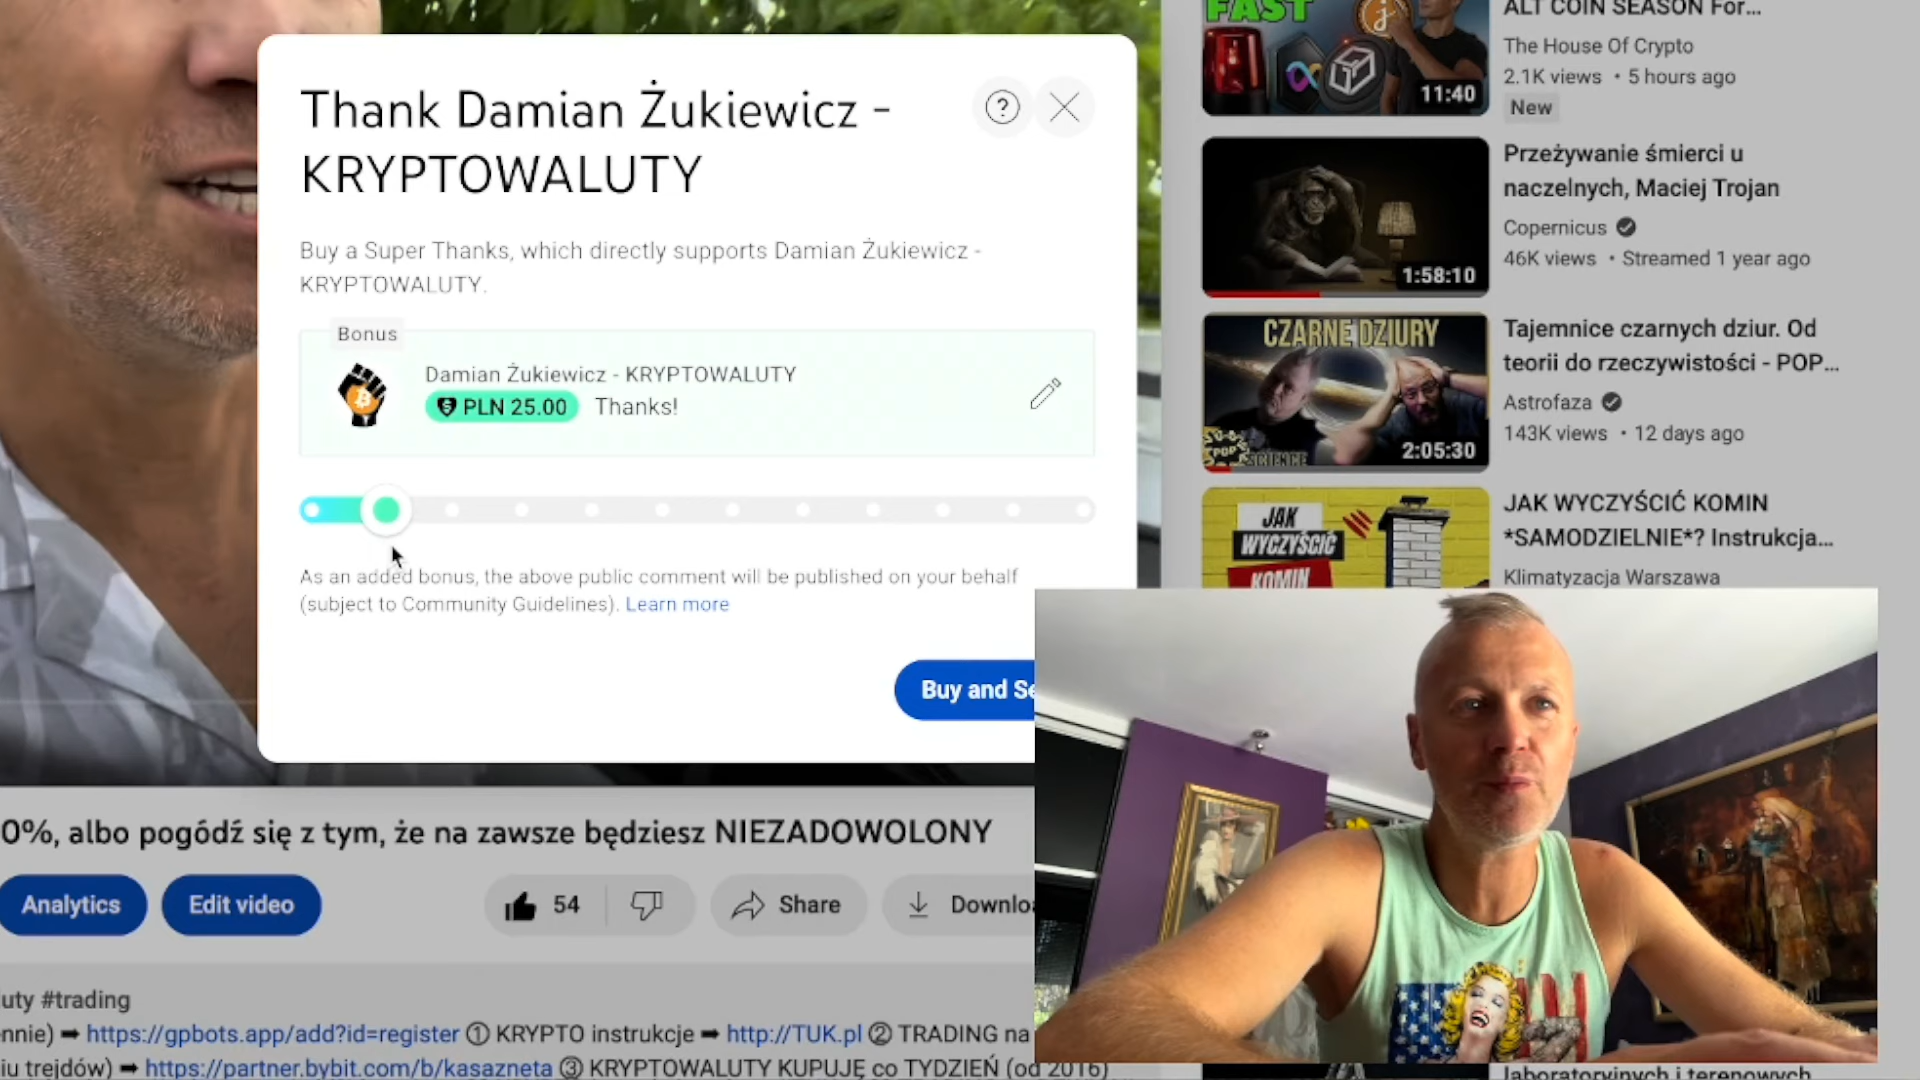 Thank Damian Żukiewicz -
KRYPTOWALUTY
Buy a Super Thanks, which directly supports Damian Żukiewicz -
KRYPTOWALUTY.
Bonus
Damian Żukiewicz - KRYPTOWALUTY
PLN 25.00 Thanks!
As an added bonus, the above public comment will be published on your behalf
(subject to Community Guidelines). Learn more
Buy and Se
0%, albo pogódź się z tym, że na zawsze będziesz NIEZADOWOLONY
Analytics
Edit video
54
Share
Downlo
uty #trading
nnie) ➡ https://gpbots.app/add?id=register ① KRYPTO instrukcje ➡ http://TUK.pl ② TRADING na
iu trejdów) ➡ https://partner.bybit.com/b/kasazneta ③ KRYPTOWALUTY KUPUJĘ co TYDZIEŃ (od 2016)
FAST
11:40
ALT COIN SEASON For...
The House Of Crypto
2.1K views • 5 hours ago
New
1:58:10
Przeżywanie śmierci u
naczelnych, Maciej Trojan
Copernicus
46K views • Streamed 1 year ago
CZARNE DZIURY
SCIENCE
2:05:30
Tajemnice czarnych dziur. Od
teorii do rzeczywistości - POP...
Astrofaza
143K views • 12 days ago
JAK
WYCZYŚCIĆ
KOMIN
JAK WYCZYŚCIĆ KOMIN
*SAMODZIELNIE*? Instrukcja...
Klimatyzacja Warszawa
laboratoryjnych i terenowych